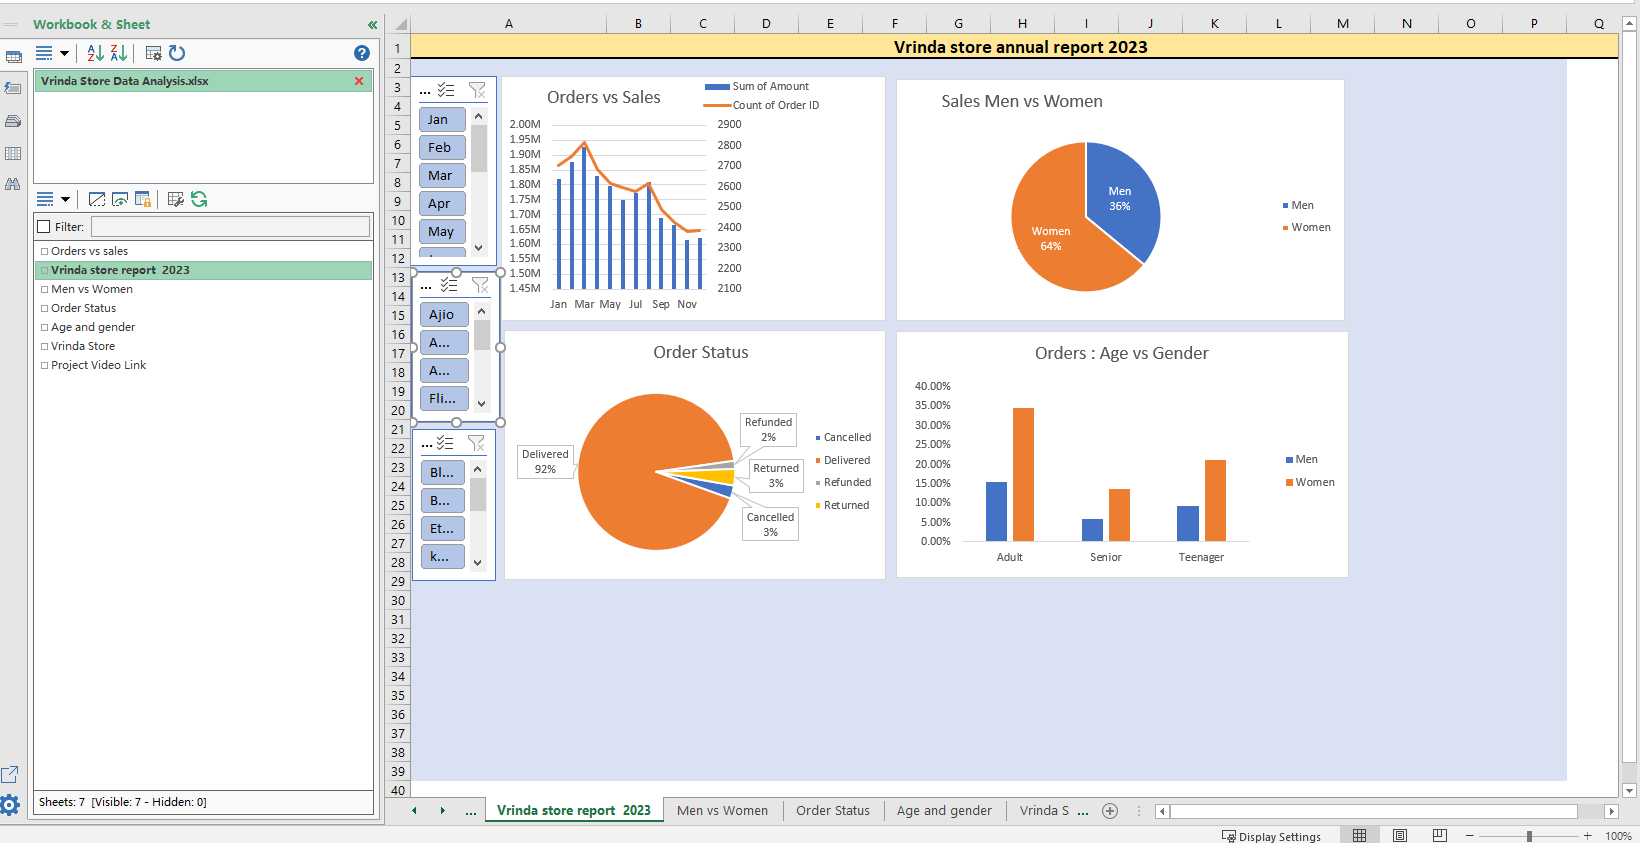 Workbook & Sheet
«
Vrinda Store Data Analysis.xlsx
Filter:
Orders vs sales
Vrinda store report  2023
Men vs Women
Order Status
Age and gender
Vrinda Store
Project Video Link
Sheets: 7  [Visible: 7 - Hidden: 0]
A B C D E F G H I J K L M N O P Q
1
2
3
4
5
6
7
8
9
10
11
12
13
14
15
16
17
18
19
20
21
22
23
24
25
26
27
28
29
30
31
32
33
34
35
36
37
38
39
40
Vrinda store annual report 2023
...
Jan
Feb
Mar
Apr
May
...
Ajio
A...
A...
Fli...
...
Bl...
B...
Et...
k...
Orders vs Sales
Sum of Amount
Count of Order ID
2.00M
1.95M
1.90M
1.85M
1.80M
1.75M
1.70M
1.65M
1.60M
1.55M
1.50M
1.45M
2900
2800
2700
2600
2500
2400
2300
2200
2100
Jan Mar May Jul Sep Nov
Sales Men vs Women
Men
36%
Women
64%
Men
Women
Order Status
Delivered
92%
Refunded
2%
Returned
3%
Cancelled
3%
Cancelled
Delivered
Refunded
Returned
Orders : Age vs Gender
40.00%
35.00%
30.00%
25.00%
20.00%
15.00%
10.00%
5.00%
0.00%
Adult Senior Teenager
Men
Women
... Vrinda store report  2023 Men vs Women Order Status Age and gender Vrinda S ...
Display Settings
100%